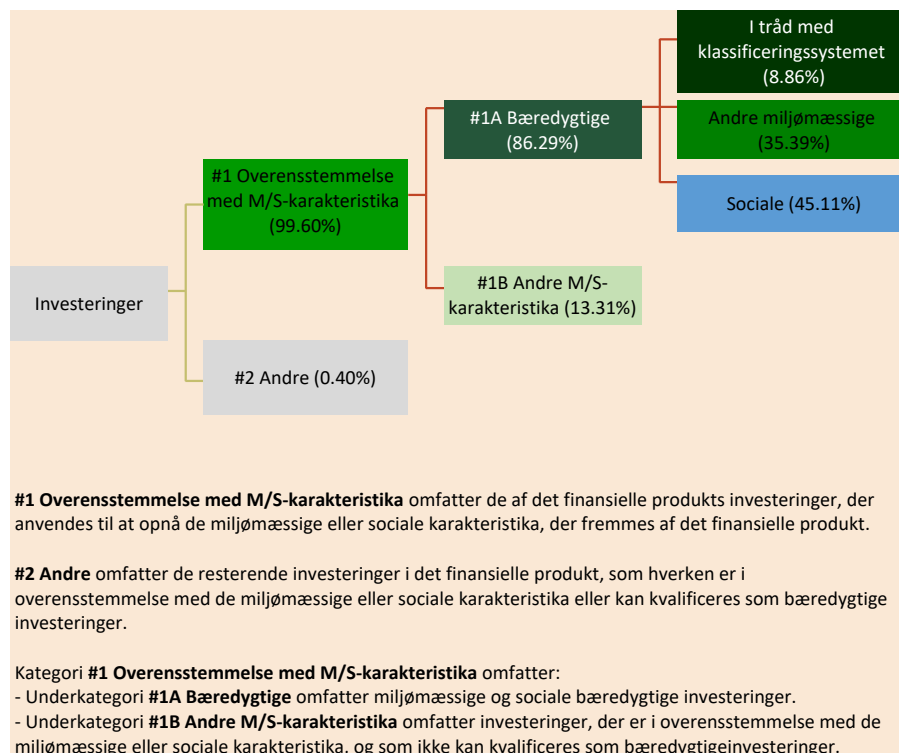 I tråd med
klassificeringssystemet
(8.86%)
#1A Bæredygtige
(86.29%)
Andre miljømæssige
(35.39%)
#1 Overensstemmelse
med M/S-karakteristika
(99.60%)
Sociale (45.11%)
Investeringer
#1B Andre M/S-
karakteristika (13.31%)
#2 Andre (0.40%)
#1 Overensstemmelse med M/S-karakteristika omfatter de af det finansielle produkts investeringer, der
anvendes til at opnå de miljømæssige eller sociale karakteristika, der fremmes af det finansielle produkt.
#2 Andre omfatter de resterende investeringer i det finansielle produkt, som hverken er i
overensstemmelse med de miljømæssige eller sociale karakteristika eller kan kvalificeres som bæredygtige
investeringer.
Kategori #1 Overensstemmelse med M/S-karakteristika omfatter:
- Underkategori #1A Bæredygtige omfatter miljømæssige og sociale bæredygtige investeringer.
- Underkategori #1B Andre M/S-karakteristika omfatter investeringer, der er i overensstemmelse med de
miljømæssige eller sociale karakteristika, og som ikke kan kvalificeres som bæredygtigeinvesteringer.